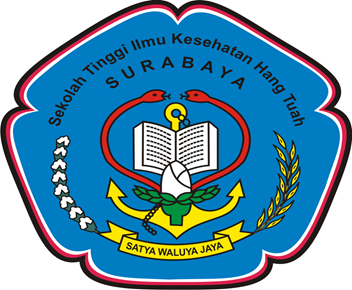 Sekolah Tinggi Ilmu Kesehatan Hang Tuah
SURABAYA
SATYA WALUYA JAYA